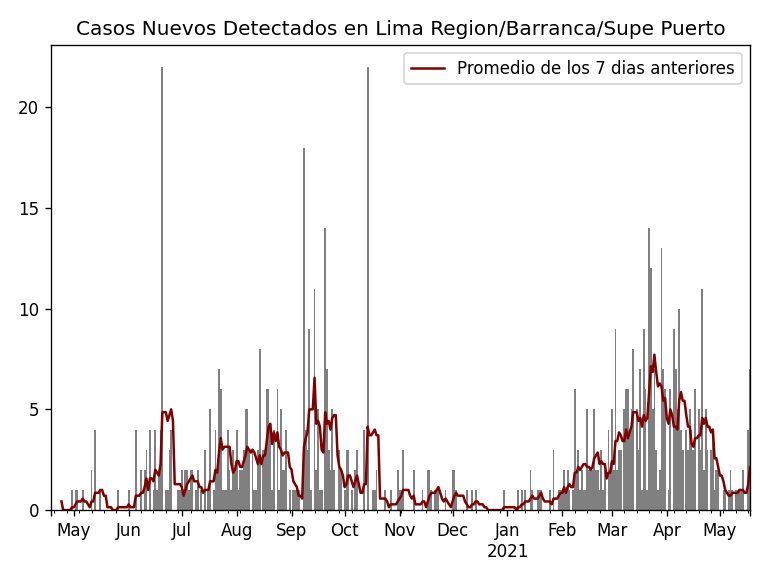 Casos Nuevos Detectados en Lima Region/Barranca/Supe Puerto
Promedio de los 7 dias anteriores
20
15
10
5
0
May Jun Jul Aug Sep Oct Nov Dec Jan Feb Mar Apr May
2021